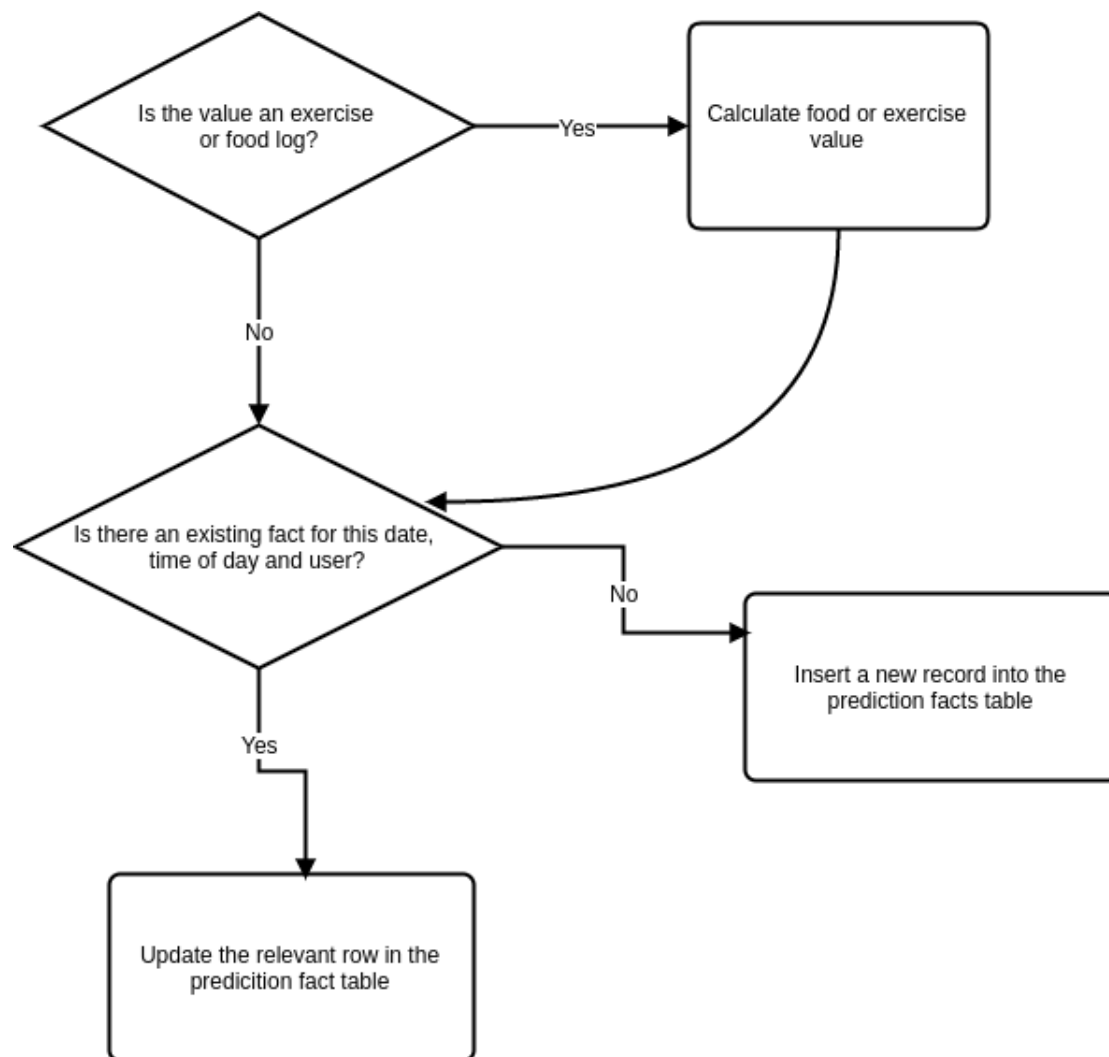 Is the value an exercise
or food log?
Yes
Calculate food or exercise
value
No
Is there an existing fact for this date,
time of day and user?
No
Insert a new record into the
prediction facts table
Yes
Update the relevant row in the
predicition fact table